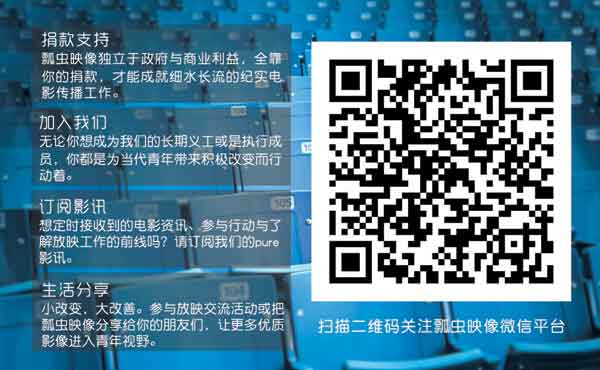 捐款支持
瓢虫映像独立于政府与商业利益，全靠
你的捐款，才能成就细水长流的纪实电
影传播工作。
加入我们
无论你想成为我们的长期义工或是执行成
员，你都是为当代青年带来积极改变而行
动着。
订阅影讯
想定时接收到的电影资讯、参与行动与了
解放映工作的前线吗？请订阅我们的pure
影讯。
生活分享
小改变，大改善。参与放映交流活动或把
瓢虫映像分享给你的朋友们，让更多优质
影像进入青年视野。
105
104
扫描二维码关注瓢虫映像微信平台